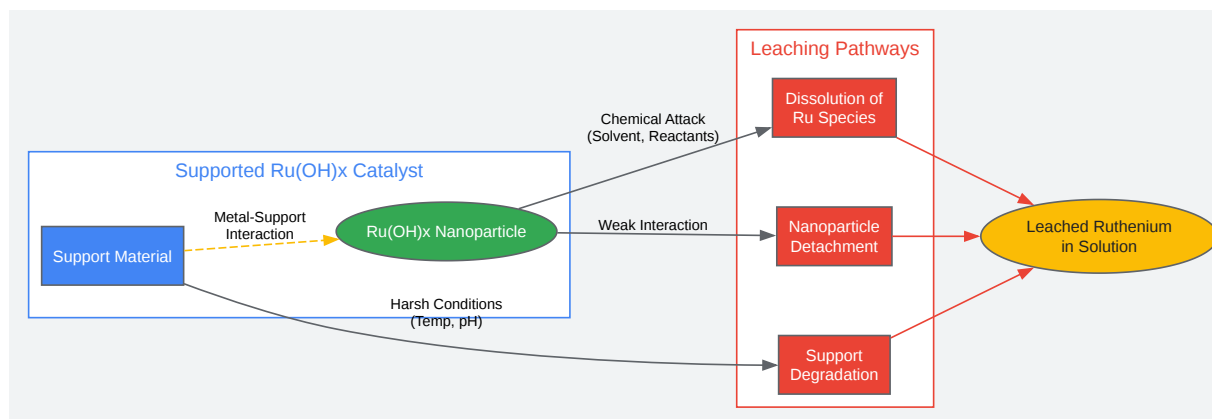 Leaching Pathways
Dissolution of
Ru Species
Chemical Attack
(Solvent, Reactants)
Supported Ru(OH)x Catalyst
Metal-Support
Interaction
Ru(OH)x Nanoparticle
Support Material
Weak Interaction
Nanoparticle
Detachment
Leached Ruthenium
in Solution
Harsh Conditions
(Temp, pH)
Support
Degradation